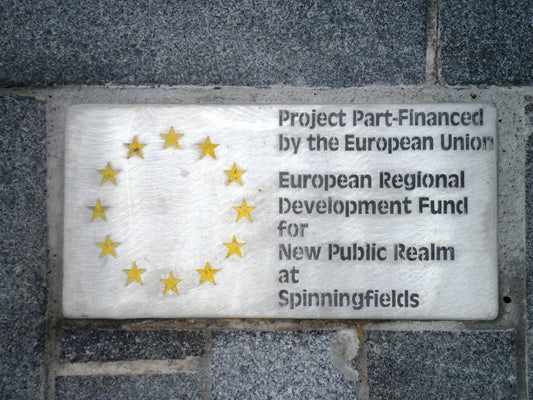 Project Part-Financed
by the European Union
European Regional
Development Fund
for
New Public Realm
at
Spinningfields